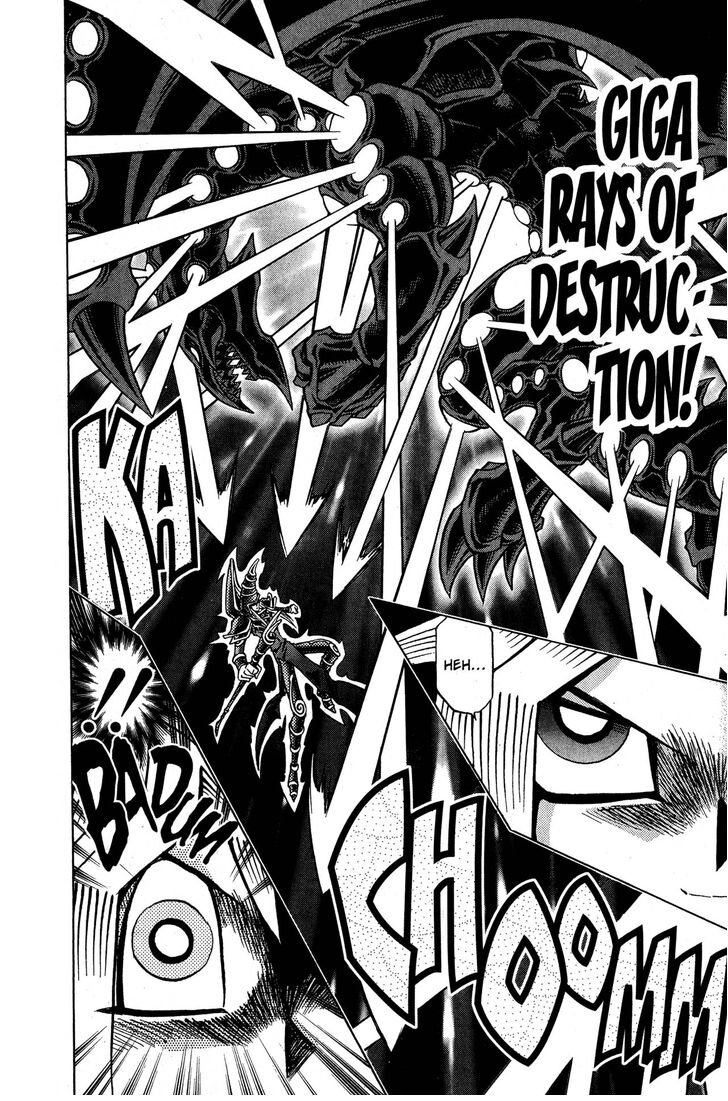 GIGA
RAYS OF
DESTRUC-
TION!
KA
HEH...
!!
BADUM
CHOOMM